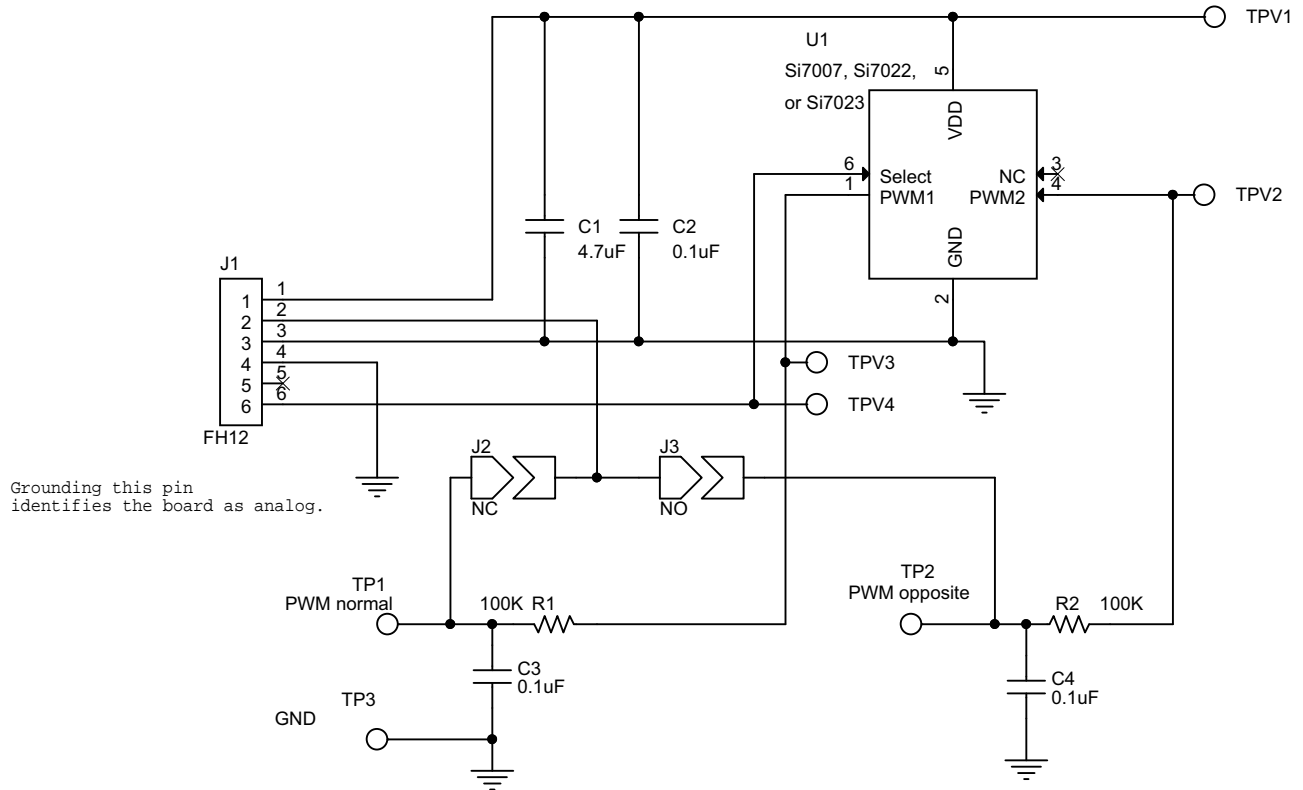 TPV1
U1
Si7007, Si7022,
or Si7023
5
VDD
6
Select
1
PWM1
3
NC
4
PWM2
TPV2
GND
2
C1
4.7uF
C2
0.1uF
J1
1 1
2 2
3 3
4 4
5 5
6 6
FH12
TPV3
TPV4
Grounding this pin
identifies the board as analog.
J2
NC
J3
NO
TP1
PWM normal
100K R1
TP2
PWM opposite
R2 100K
C3
0.1uF
C4
0.1uF
TP3
GND